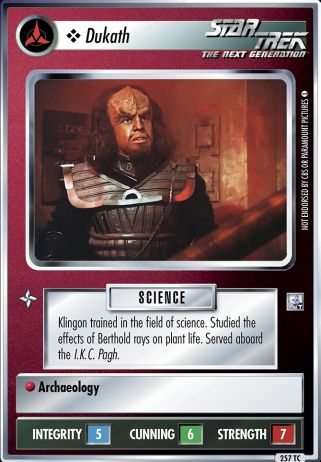 ❖ Dukath
STAR TREK
THE NEXT GENERATION
NOT ENDORSED BY CBS OR PARAMOUNT PICTURES
SCIENCE
Klingon trained in the field of science. Studied the
effects of Berthold rays on plant life. Served aboard
the I.K.C. Pagh.
Archaeology
INTEGRITY 5 CUNNING 6 STRENGTH 7
257 TC